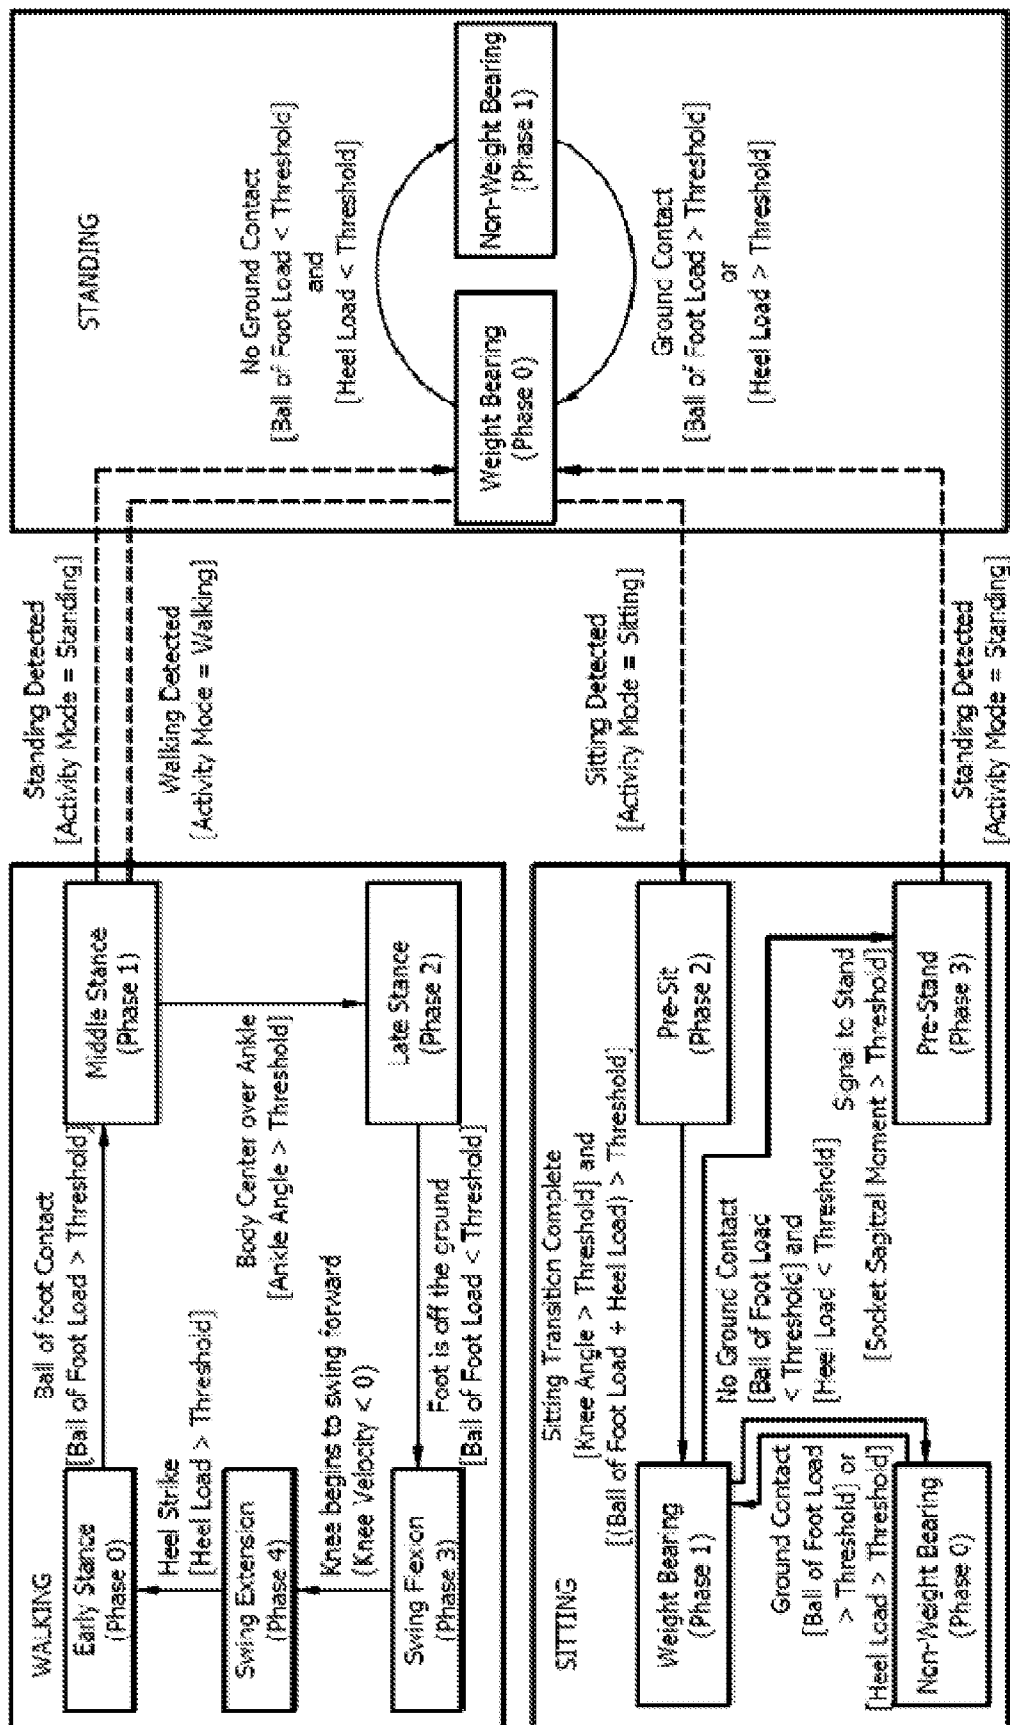 WALKING
Early Stance
(Phase 0)
Ball of foot Contact
[Ball of Foot Load > Threshold]
Middle Stance
(Phase 1)
Heel Strike
[Heel Load > Threshold]
Swing Extension
(Phase 4)
Body Center over Ankle
[Ankle Angle > Threshold]
Knee begins to swing forward
(Knee Velocity < 0)
Swing Flexion
(Phase 3)
Foot is off the ground
[Ball of Foot Load < Threshold]
Late Stance
(Phase 2)
Standing Detected
[Activity Mode = Standing]
Walking Detected
[Activity Mode = Walking]
SITTING
Sitting Transition Complete
[Knee Angle > Threshold] and
[(Ball of Foot Load + Heel Load) > Threshold]
Weight Bearing
(Phase 1)
Pre-Sit
(Phase 2)
No Ground Contact
[Ball of Foot Load
< Threshold] and
[Heel Load < Threshold]
Ground Contact
[Ball of Foot Load
> Threshold] or
[Heel Load > Threshold]
Non-Weight Bearing
(Phase 0)
Signal to Stand
[Socket Sagittal Moment > Threshold]
Pre-Stand
(Phase 3)
Sitting Detected
[Activity Mode = Sitting]
Standing Detected
[Activity Mode = Standing]
STANDING
No Ground Contact
[Ball of Foot Load < Threshold]
and
[Heel Load < Threshold]
Weight Bearing
(Phase 0)
Non-Weight Bearing
(Phase 1)
Ground Contact
[Ball of Foot Load > Threshold]
or
[Heel Load > Threshold]